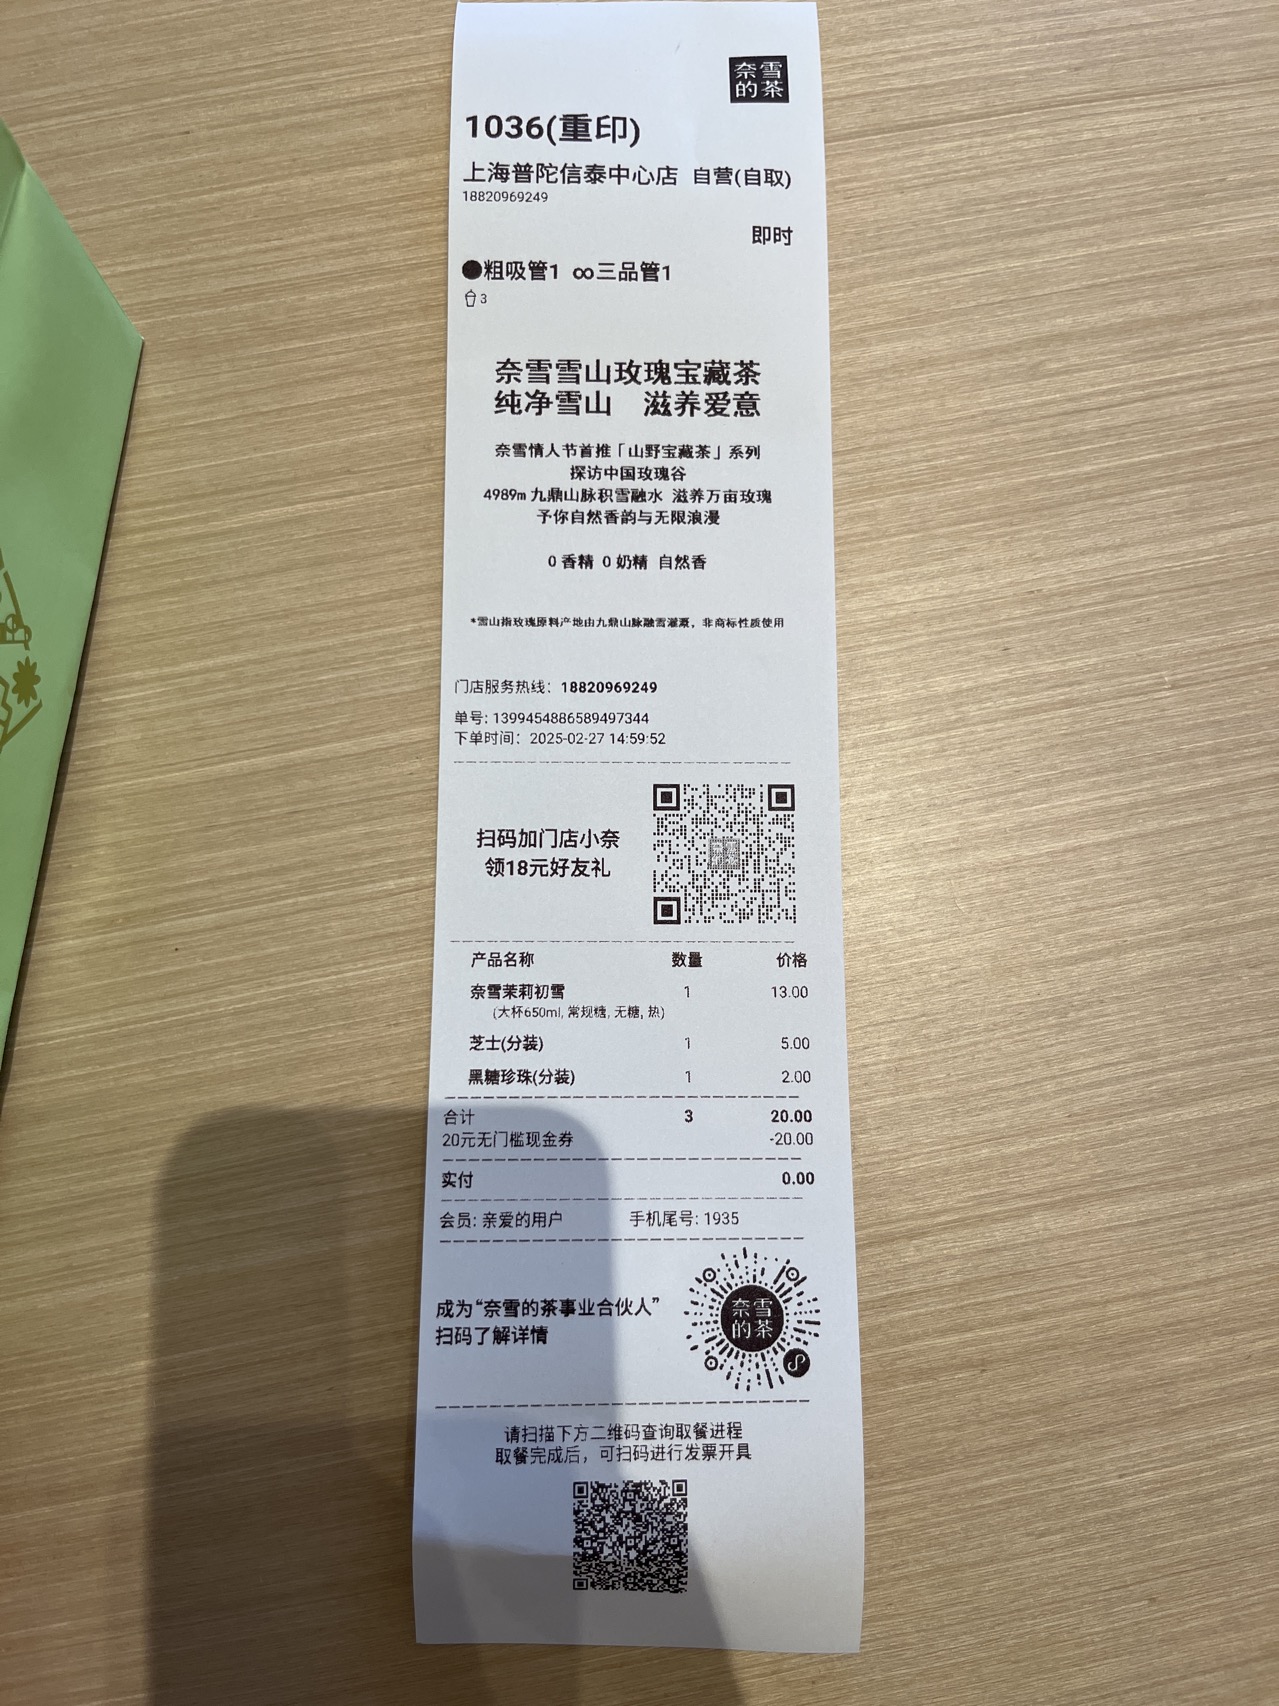 奈雪
的茶
1036(重印)
上海普陀信泰中心店 自营(自取)
18820969249
即时
●粗吸管1 ∞三品管1
3
奈雪雪山玫瑰宝藏茶
纯净雪山 滋养爱意
奈雪情人节首推「山野宝藏茶」系列
探访中国玫瑰谷
4989m 九鼎山脉积雪融水 滋养万亩玫瑰
予你自然香韵与无限浪漫
0 香精 0 奶精 自然香
*雪山指玫瑰原料产地由九鼎山脉融雪灌溉，非商标性质使用
门店服务热线：18820969249
单号: 1399454886589497344
下单时间：2025-02-27 14:59:52
扫码加门店小奈
领18元好友礼
产品名称 数量 价格
奈雪茉莉初雪 1 13.00
(大杯650ml, 常规糖, 无糖, 热)
芝士(分装) 1 5.00
黑糖珍珠(分装) 1 2.00
合计 3 20.00
20元无门槛现金券 -20.00
实付 0.00
会员: 亲爱的用户 手机尾号: 1935
成为“奈雪的茶事业合伙人”
扫码了解详情
奈雪
的茶
请扫描下方二维码查询取餐进程
取餐完成后，可扫码进行发票开具